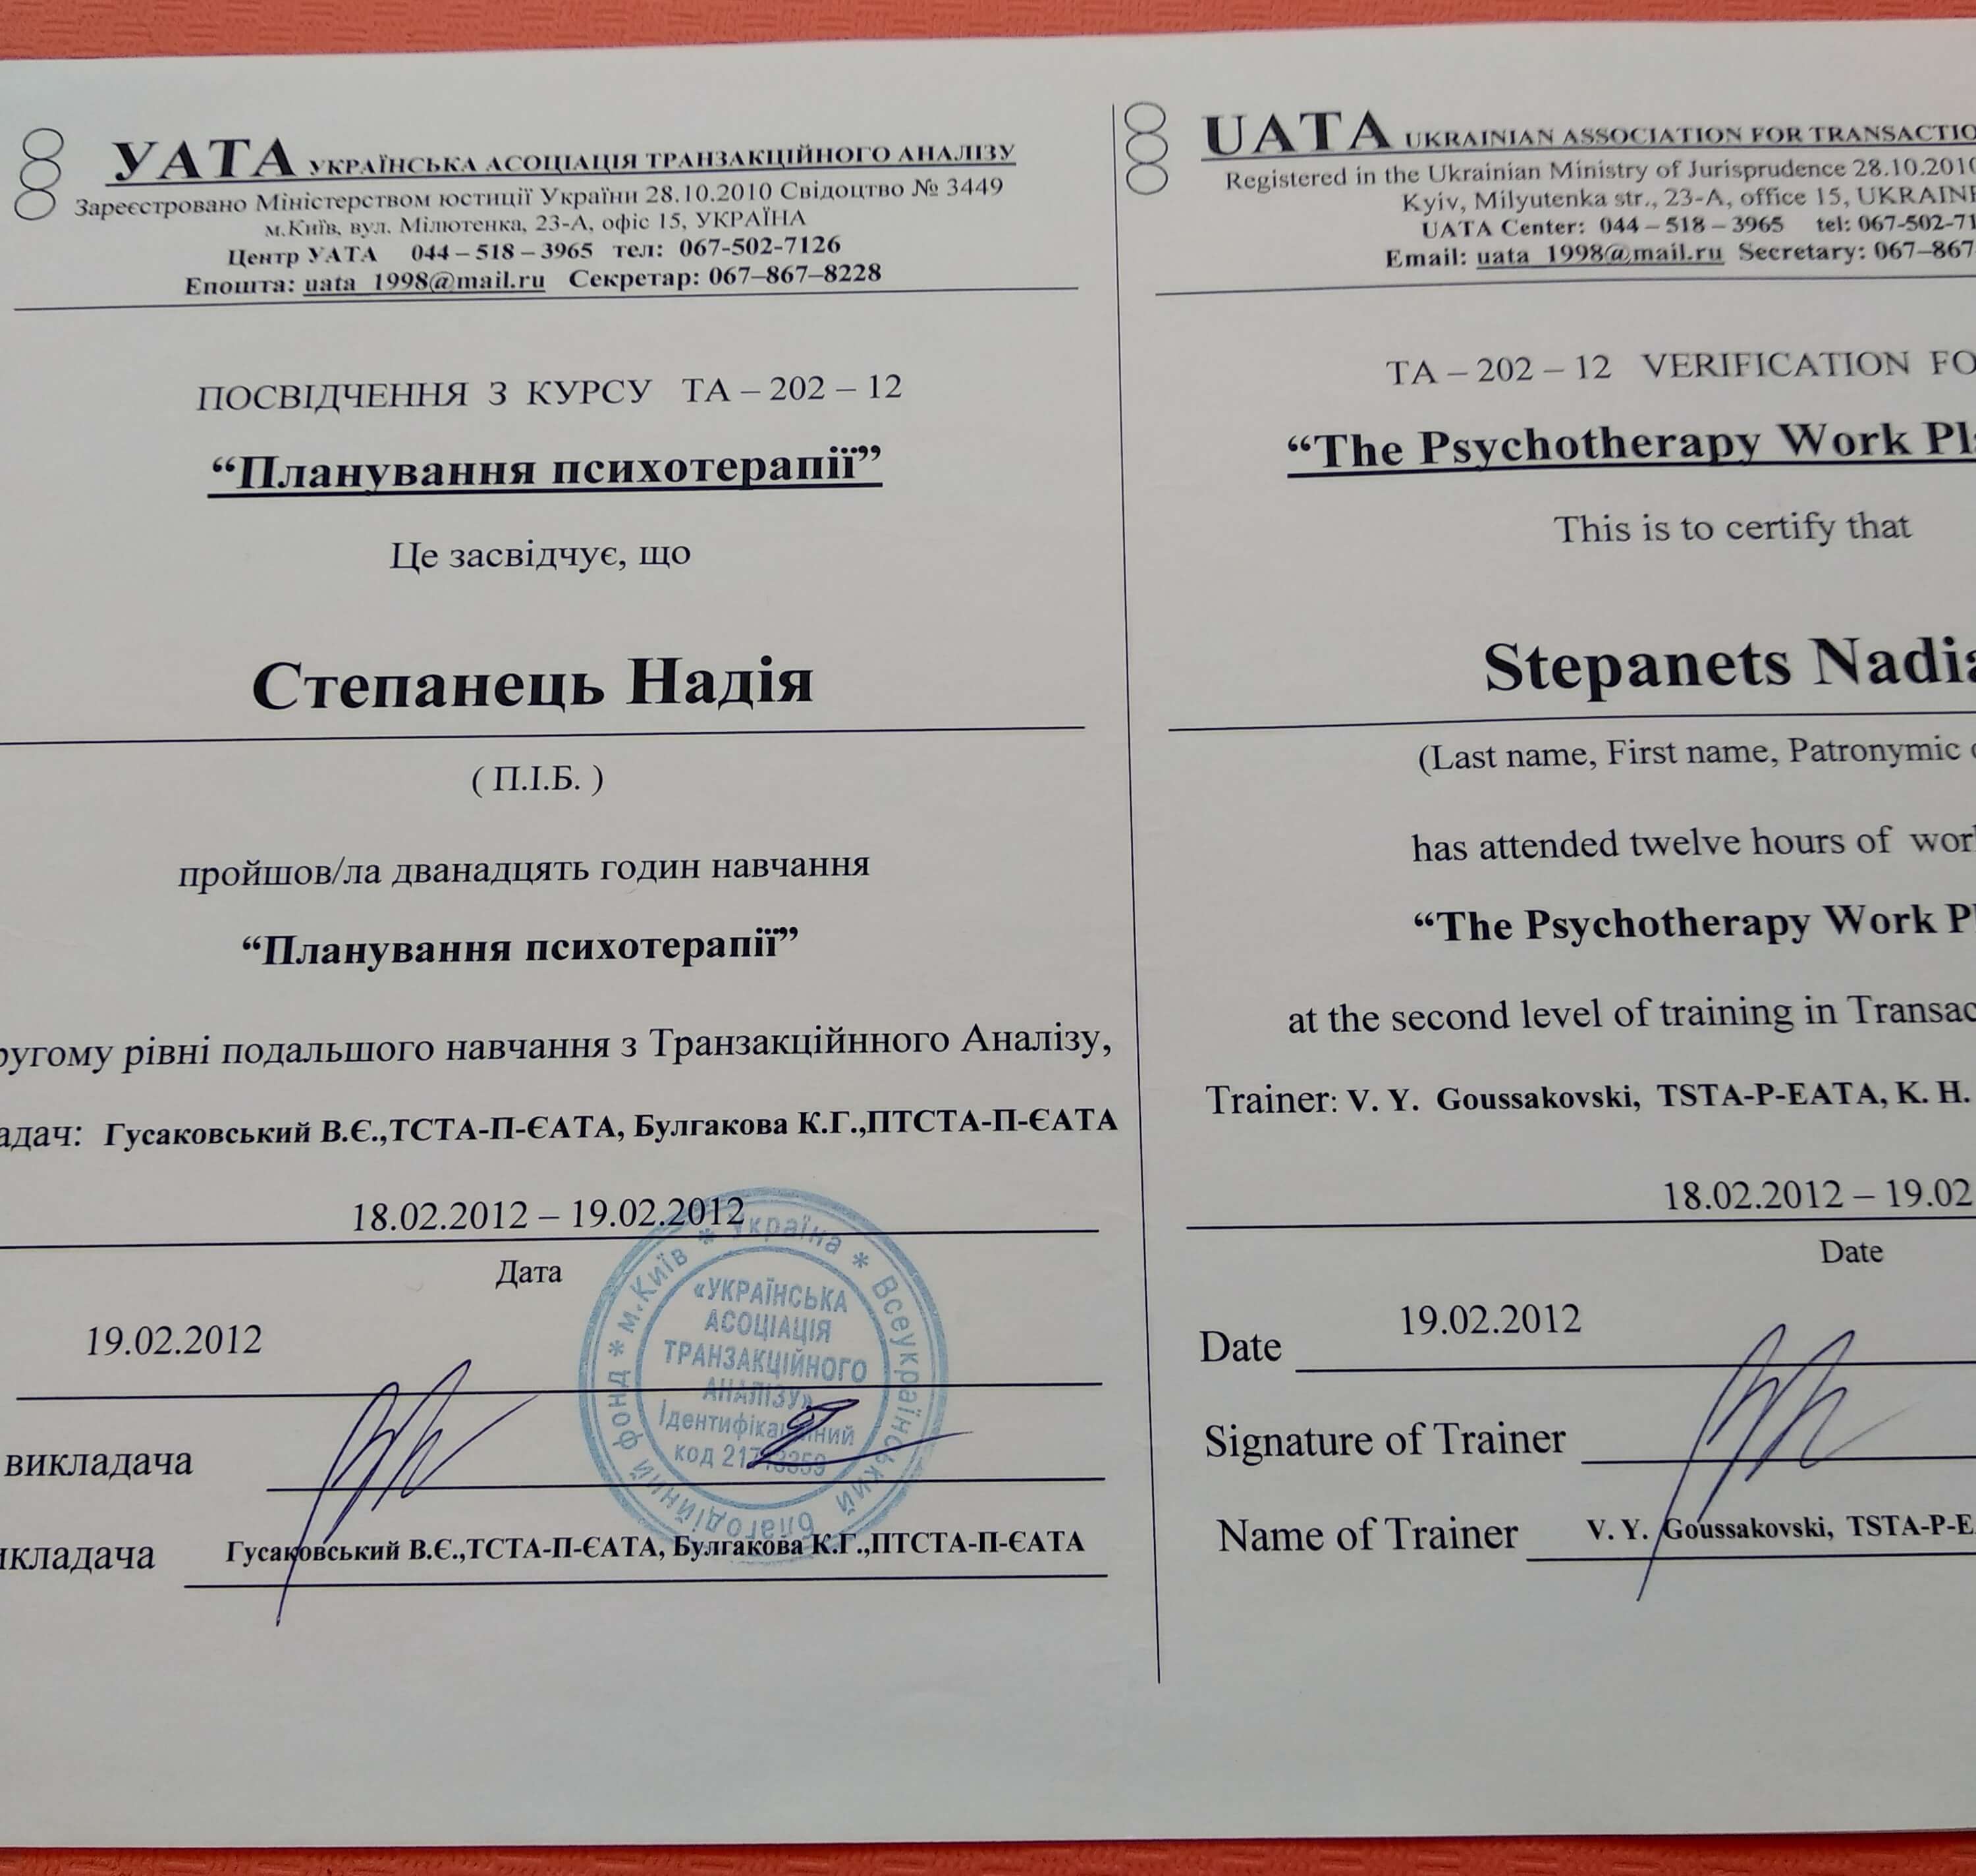 УАТА УКРАЇНСЬКА АСОЦІАЦІЯ ТРАНЗАКЦІЙНОГО АНАЛІЗУ
Зареєстровано Міністерством юстиції України 28.10.2010 Свідоцтво № 3449
м.Київ, вул. Мілютенка, 23-А, офіс 15, УКРАЇНА
Центр УАТА 044 – 518 – 3965 тел: 067-502-7126
Епошта: uata_1998@mail.ru Секретар: 067–867–8228
ПОСВІДЧЕННЯ З КУРСУ ТА – 202 – 12
“Планування психотерапії”
Це засвідчує, що
Степанець Надія
( П.І.Б. )
пройшов/ла дванадцять годин навчання
“Планування психотерапії”
ругому рівні подальшого навчання з Транзакційнного Аналізу,
адач: Гусаковський В.Є.,ТСТА-П-ЄАТА, Булгакова К.Г.,ПТСТА-П-ЄАТА
18.02.2012 – 19.02.2012
Дата
19.02.2012
викладача
икладача Гусаковський В.Є.,ТСТА-П-ЄАТА, Булгакова К.Г.,ПТСТА-П-ЄАТА
* м.Київ * Україна * Всеукраїнський благодійний фонд
«УКРАЇНСЬКА
АСОЦІАЦІЯ
ТРАНЗАКЦІЙНОГО
АНАЛІЗУ»
Ідентифікаційний
код
UATA UKRAINIAN ASSOCIATION FOR TRANSACTIO
Registered in the Ukrainian Ministry of Jurisprudence 28.10.2010
Kyiv, Milyutenka str., 23-A, office 15, UKRAINE
UATA Center: 044 – 518 – 3965 tel: 067-502-71
Email: uata_1998@mail.ru Secretary: 067–867
TA – 202 – 12 VERIFICATION FO
“The Psychotherapy Work Pla
This is to certify that
Stepanets Nadia
(Last name, First name, Patronymic
has attended twelve hours of wor
“The Psychotherapy Work Pl
at the second level of training in Transac
Trainer: V. Y. Goussakovski, TSTA-P-EATA, K. H.
18.02.2012 – 19.02
Date
Date 19.02.2012
Signature of Trainer
Name of Trainer V. Y. Goussakovski, TSTA-P-E